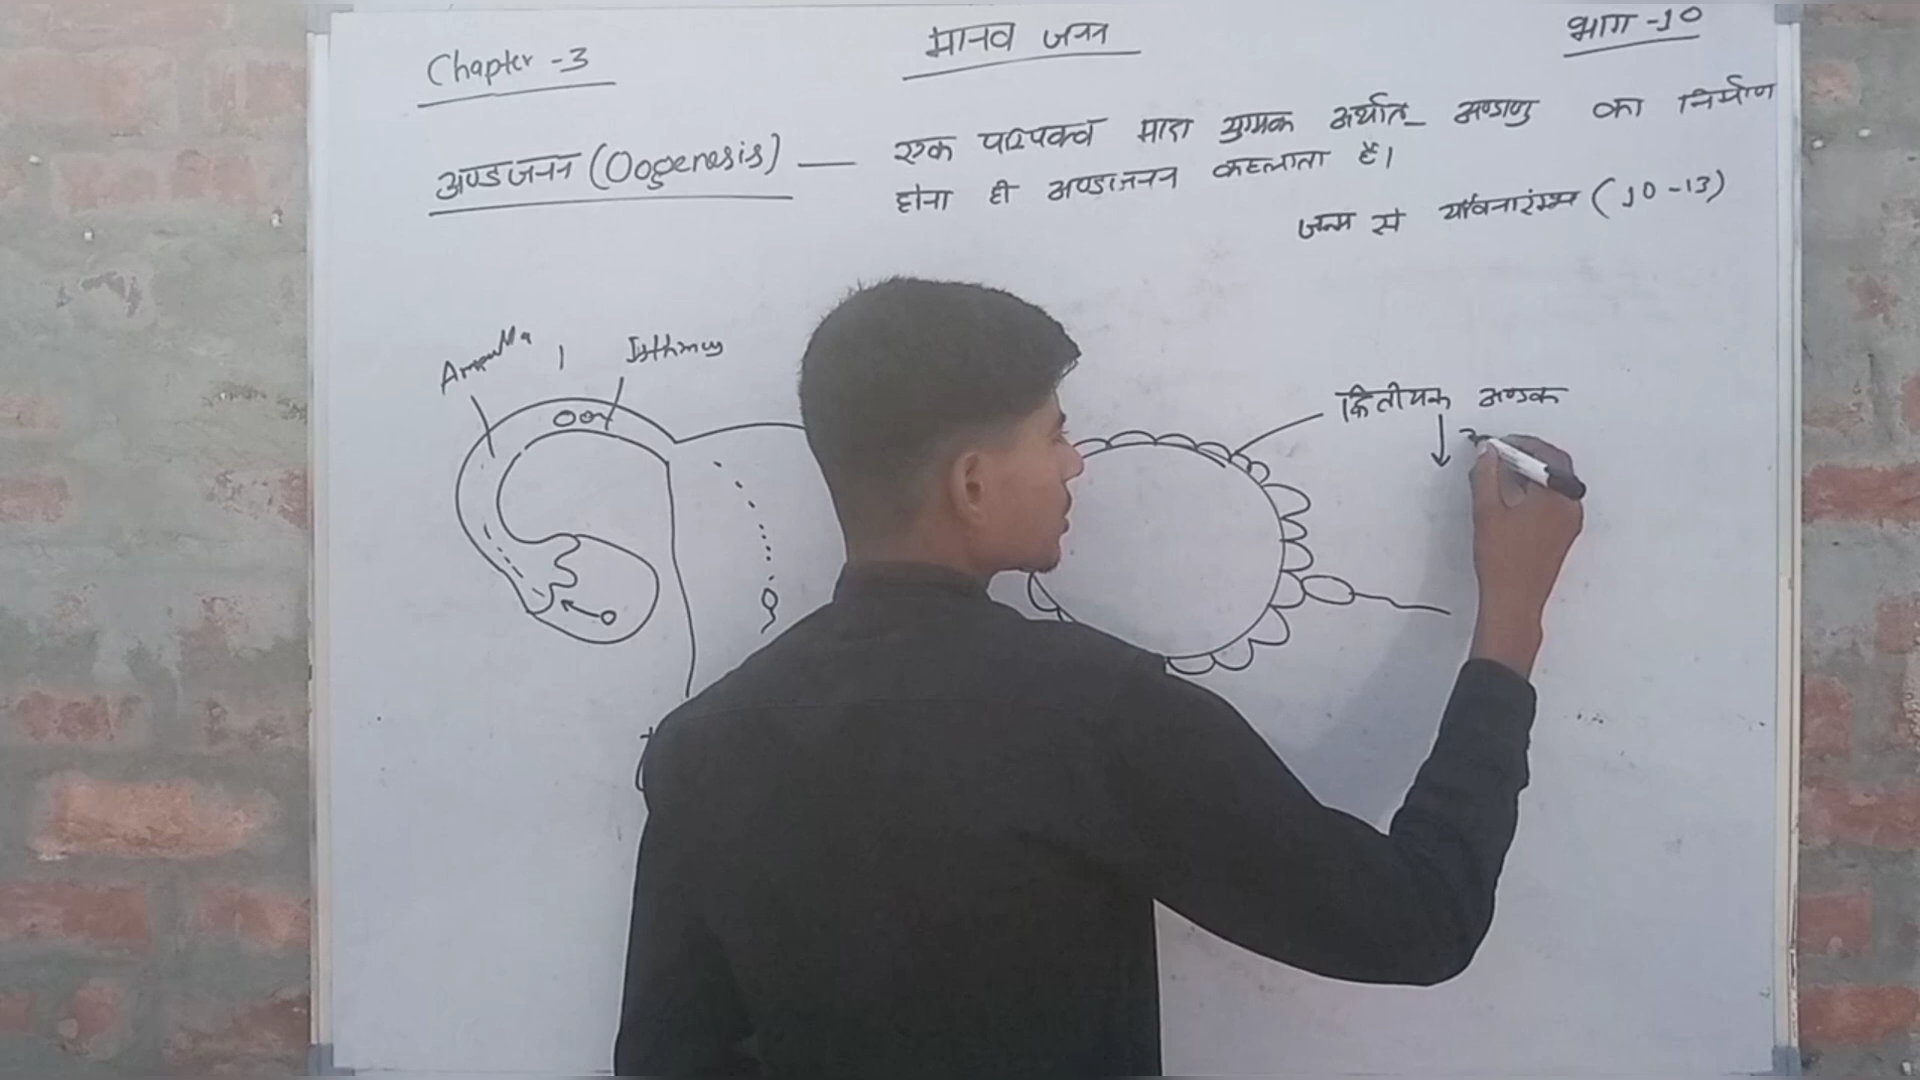 Chapter -3
मानव जनन
भाग -10
अण्डजनन (Oogenesis) — एक परिपक्व मादा युग्मक अर्थात अण्डाणु का निर्माण
होना ही अण्डाजनन कहलाता है।
जन्म से यौवनारंम्भ (10-13)
Ampulla
Isthmus
द्वितीयक अण्डक